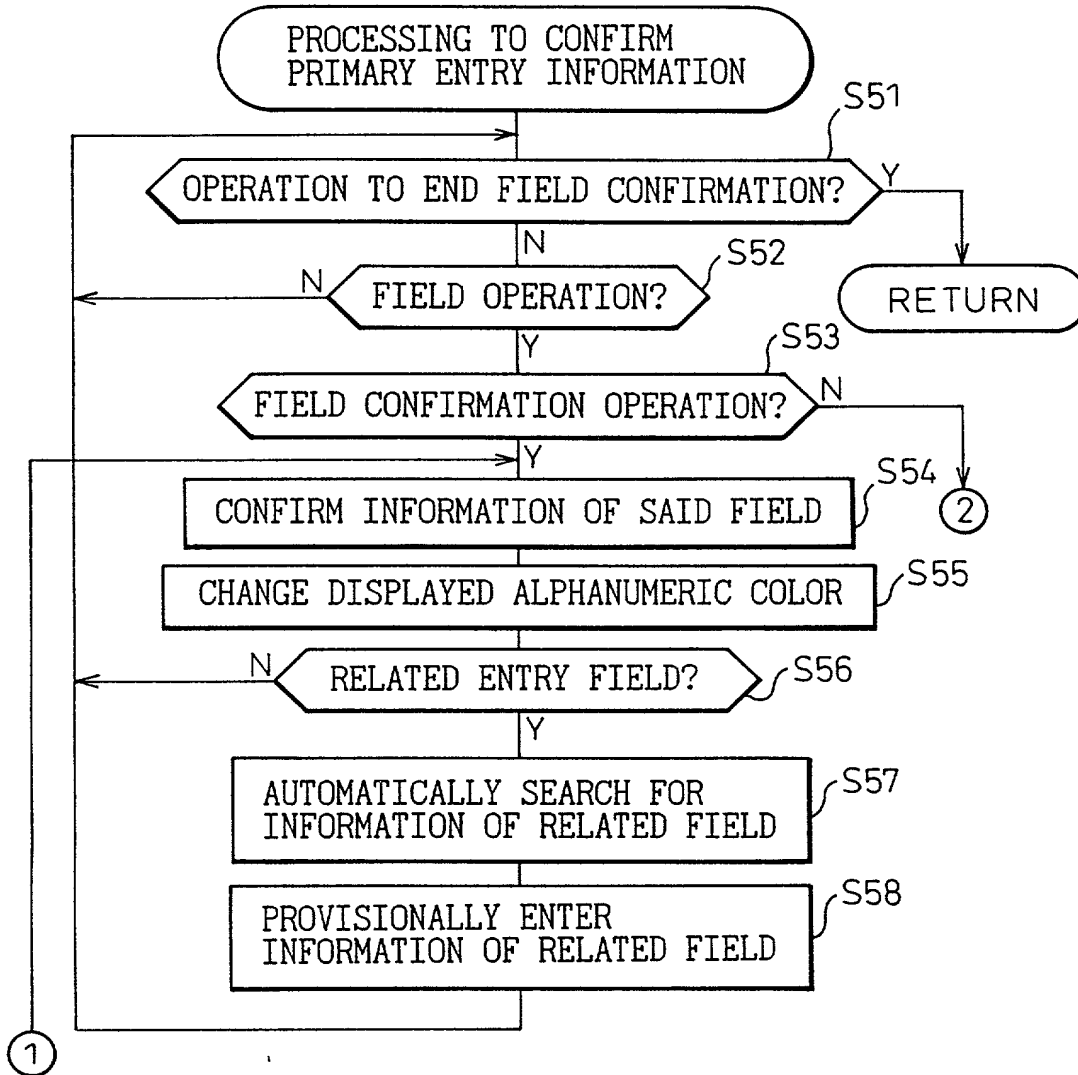 PROCESSING TO CONFIRM
PRIMARY ENTRY INFORMATION
S51
OPERATION TO END FIELD CONFIRMATION?
Y
N
S52
N
FIELD OPERATION?
RETURN
Y
S53
FIELD CONFIRMATION OPERATION?
N
Y
S54
CONFIRM INFORMATION OF SAID FIELD
2
S55
CHANGE DISPLAYED ALPHANUMERIC COLOR
N
RELATED ENTRY FIELD?
S56
Y
S57
AUTOMATICALLY SEARCH FOR
INFORMATION OF RELATED FIELD
S58
PROVISIONALLY ENTER
INFORMATION OF RELATED FIELD
1